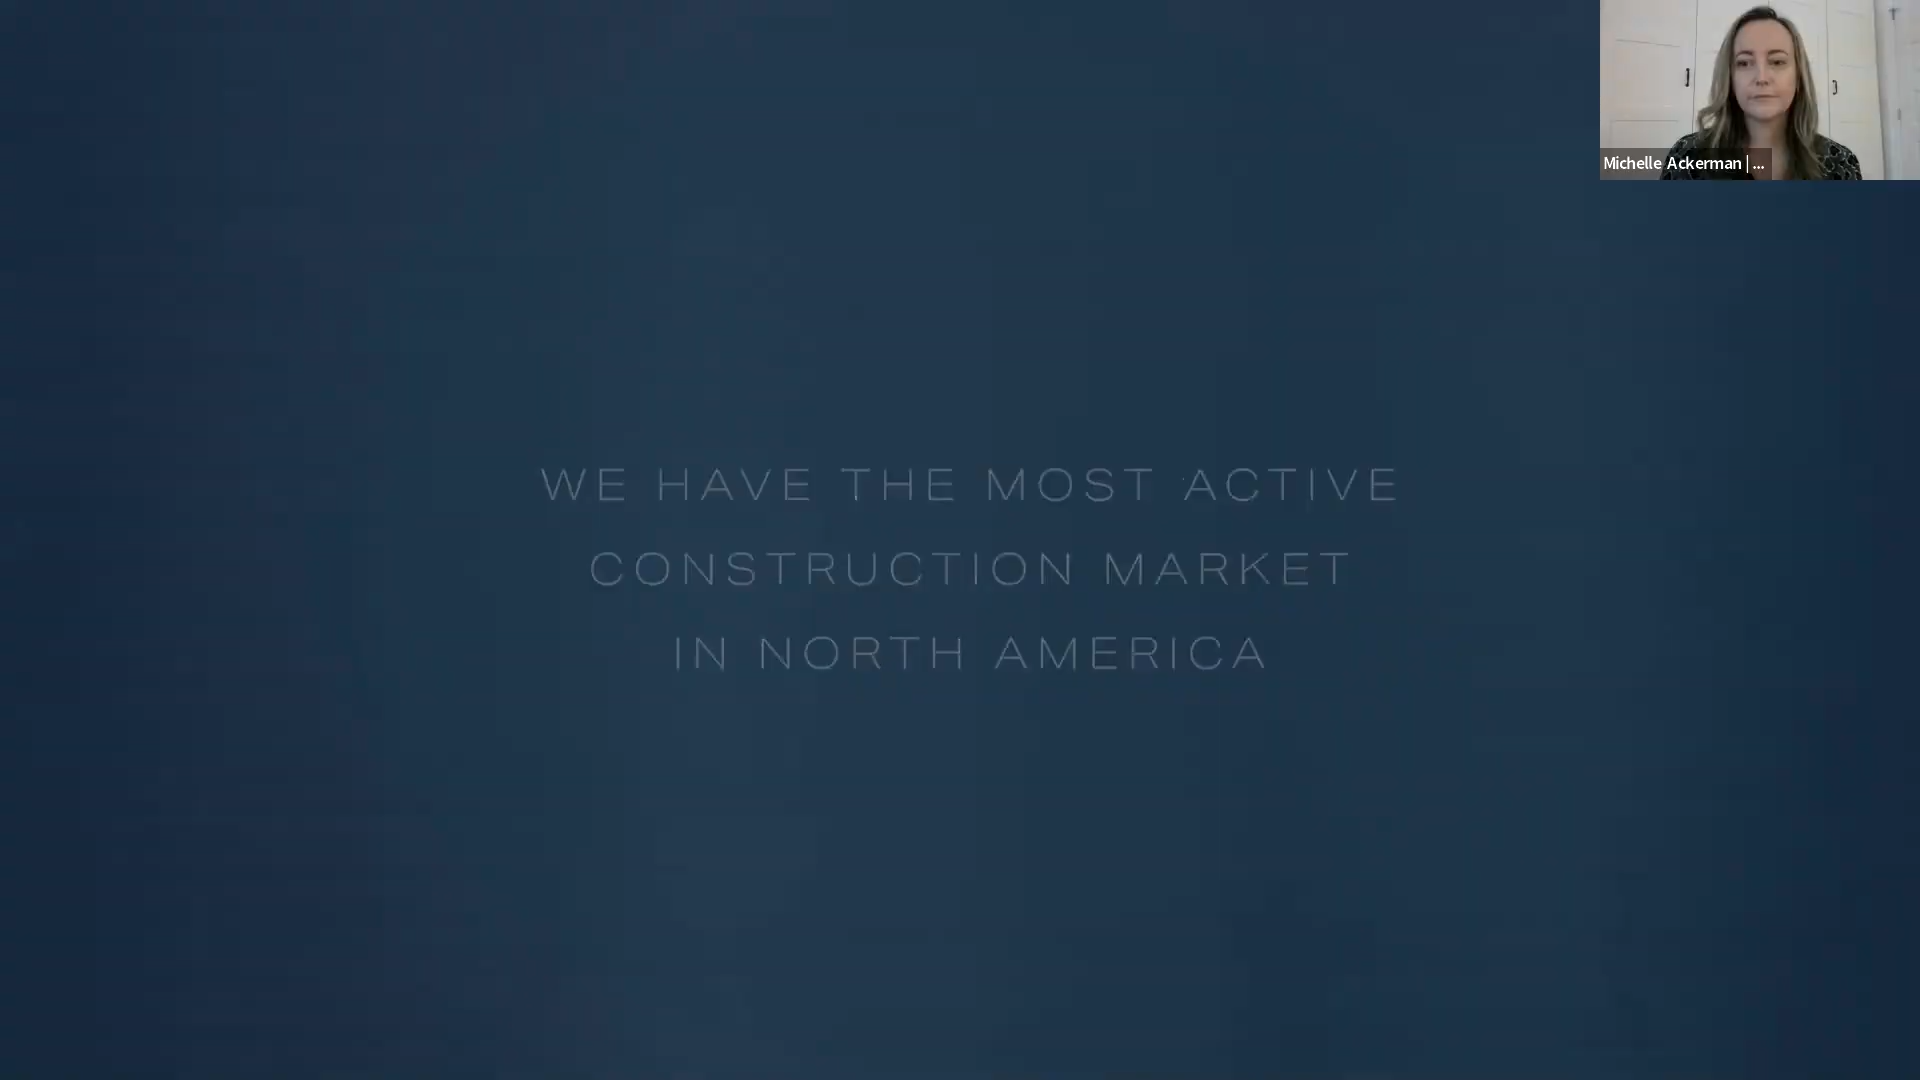 Michelle Ackerman | ...
WE HAVE THE MOST ACTIVE
CONSTRUCTION MARKET
IN NORTH AMERICA